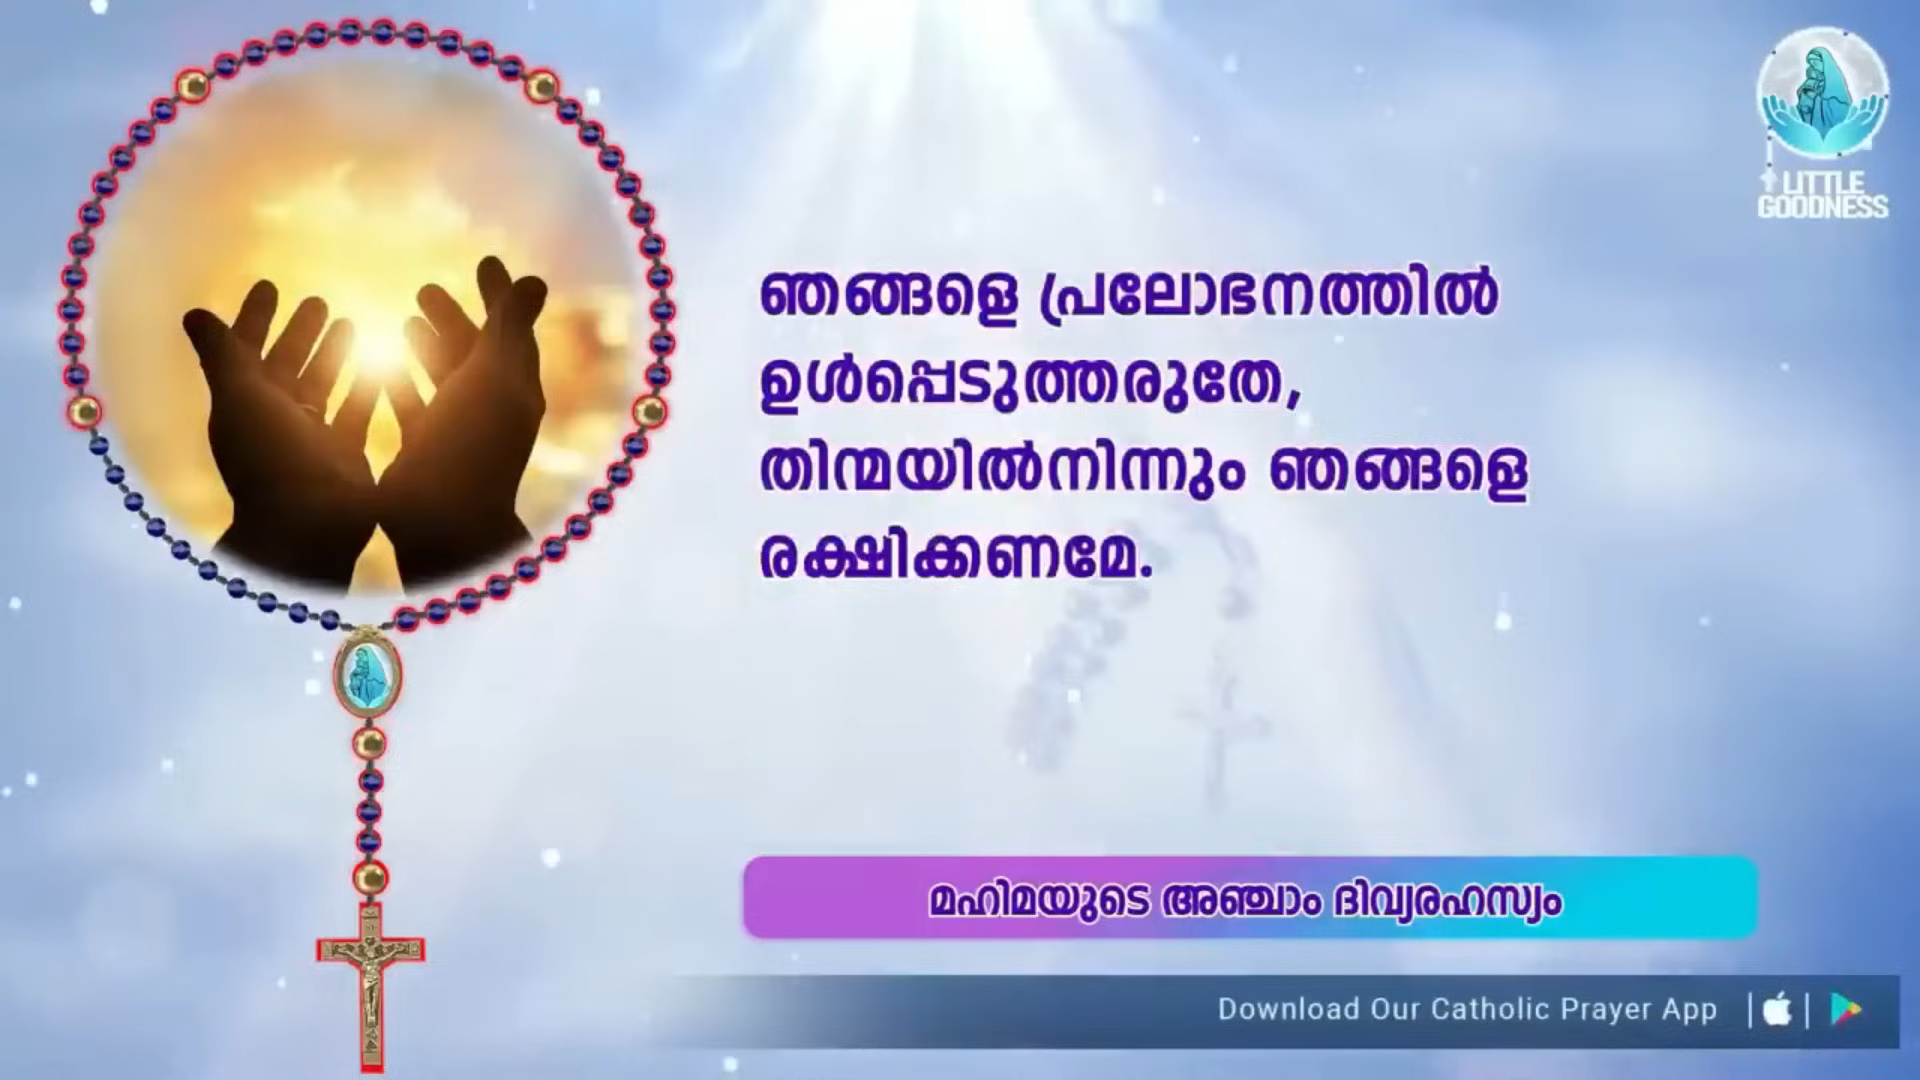 LITTLE
GOODNESS
ഞങ്ങളെ പ്രലോഭനത്തിൽ
ഉൾപ്പെടുത്തരുതേ,
തിന്മയിൽനിന്നും ഞങ്ങളെ
രക്ഷിക്കണമേ.
മഹിമയുടെ അഞ്ചാം ദിവ്യരഹസ്യം
Download Our Catholic Prayer App